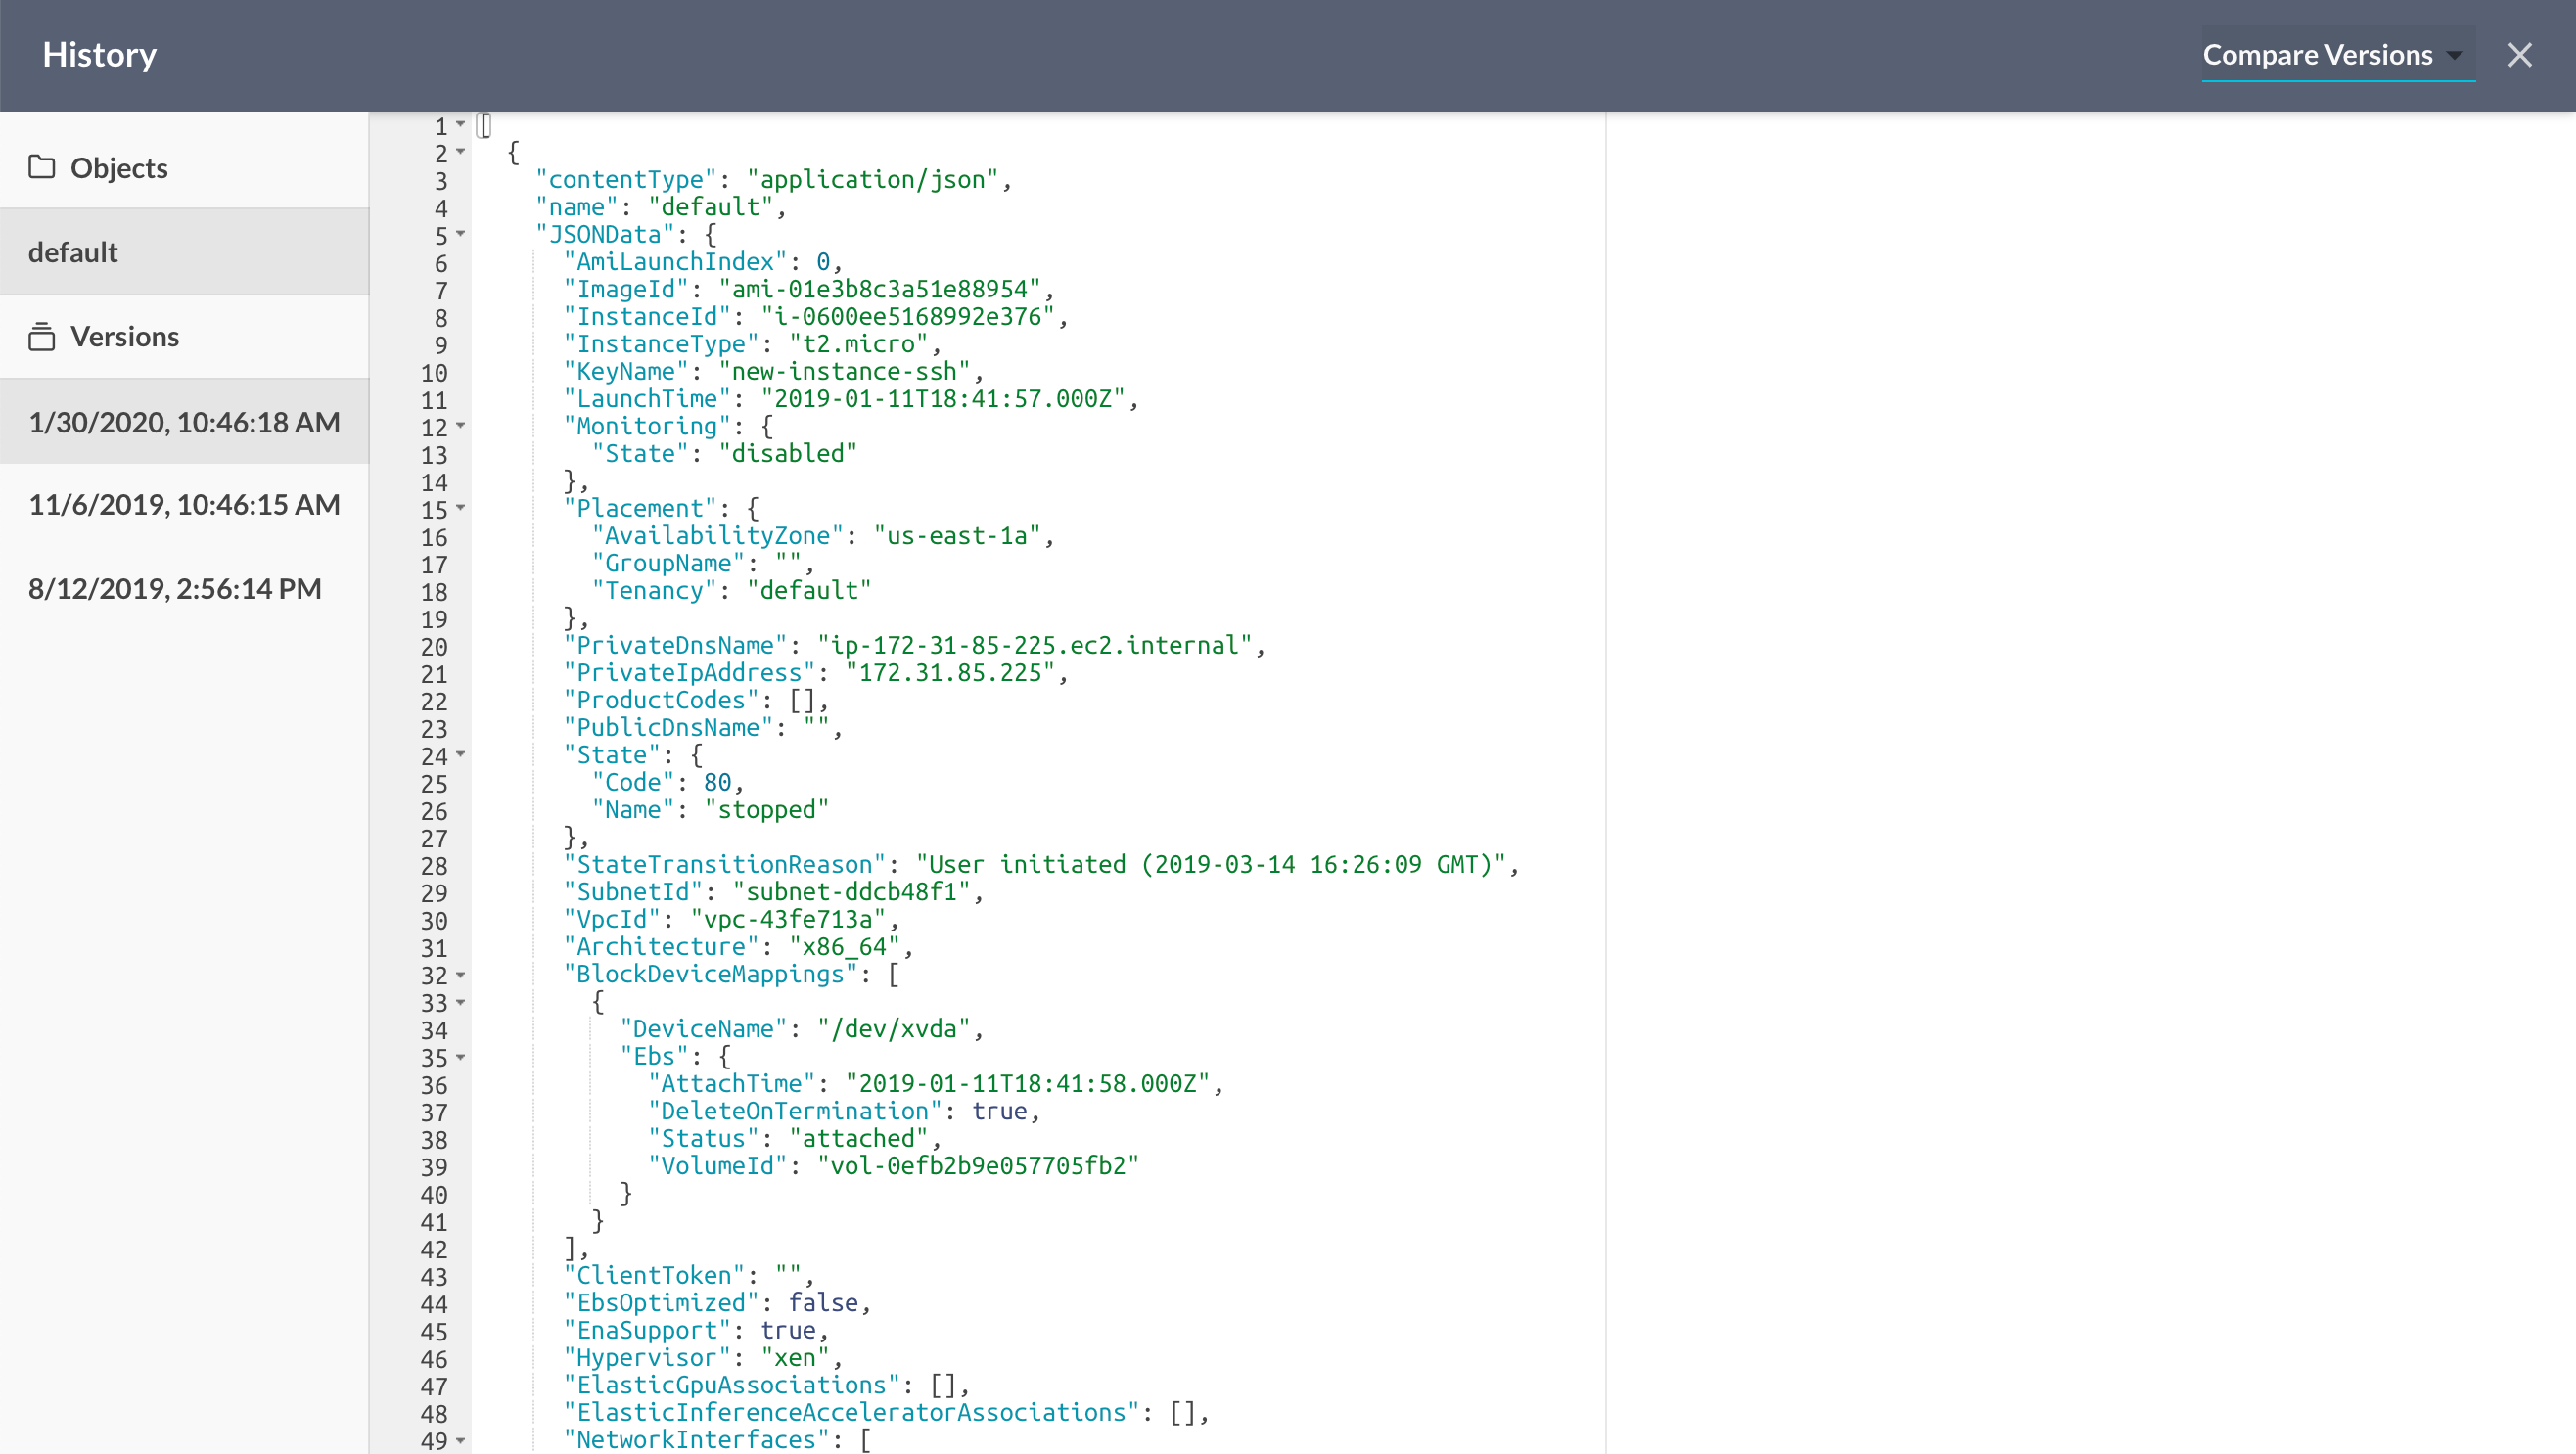 History
Compare Versions
Objects
default
Versions
1/30/2020, 10:46:18 AM
11/6/2019, 10:46:15 AM
8/12/2019, 2:56:14 PM
1 [
2 {
3 "contentType": "application/json",
4 "name": "default",
5 "JSONData": {
6 "AmiLaunchIndex": 0,
7 "ImageId": "ami-01e3b8c3a51e88954",
8 "InstanceId": "i-0600ee5168992e376",
9 "InstanceType": "t2.micro",
10 "KeyName": "new-instance-ssh",
11 "LaunchTime": "2019-01-11T18:41:57.000Z",
12 "Monitoring": {
13 "State": "disabled"
14 },
15 "Placement": {
16 "AvailabilityZone": "us-east-1a",
17 "GroupName": "",
18 "Tenancy": "default"
19 },
20 "PrivateDnsName": "ip-172-31-85-225.ec2.internal",
21 "PrivateIpAddress": "172.31.85.225",
22 "ProductCodes": [],
23 "PublicDnsName": "",
24 "State": {
25 "Code": 80,
26 "Name": "stopped"
27 },
28 "StateTransitionReason": "User initiated (2019-03-14 16:26:09 GMT)",
29 "SubnetId": "subnet-ddcb48f1",
30 "VpcId": "vpc-43fe713a",
31 "Architecture": "x86_64",
32 "BlockDeviceMappings": [
33 {
34 "DeviceName": "/dev/xvda",
35 "Ebs": {
36 "AttachTime": "2019-01-11T18:41:58.000Z",
37 "DeleteOnTermination": true,
38 "Status": "attached",
39 "VolumeId": "vol-0efb2b9e057705fb2"
40 }
41 }
42 ],
43 "ClientToken": "",
44 "EbsOptimized": false,
45 "EnaSupport": true,
46 "Hypervisor": "xen",
47 "ElasticGpuAssociations": [],
48 "ElasticInferenceAcceleratorAssociations": [],
49 "NetworkInterfaces": [